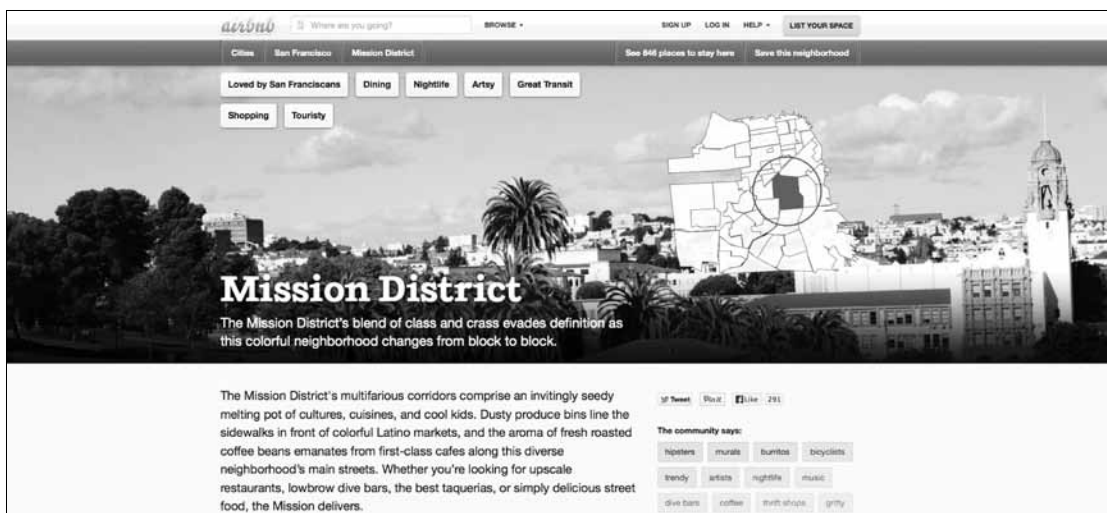 airbnb
Where are you going?
BROWSE
SIGN UP LOG IN HELP LIST YOUR SPACE
Cities San Francisco Mission District See 846 places to stay here Save this neighborhood
Loved by San Franciscans Dining Nightlife Artsy Great Transit
Shopping Touristy
Mission District
The Mission District's blend of class and crass evades definition as
this colorful neighborhood changes from block to block.
The Mission District's multifarious corridors comprise an invitingly seedy
melting pot of cultures, cuisines, and cool kids. Dusty produce bins line the
sidewalks in front of colorful Latino markets, and the aroma of fresh roasted
coffee beans emanates from first-class cafes along this diverse
neighborhood's main streets. Whether you're looking for upscale
restaurants, lowbrow dive bars, the best taquerias, or simply delicious street
food, the Mission delivers.
Tweet Pin it Like 291
The community says:
hipsters murals burritos bicyclists
trendy artists nightlife music
dive bars coffee thrift shops gritty